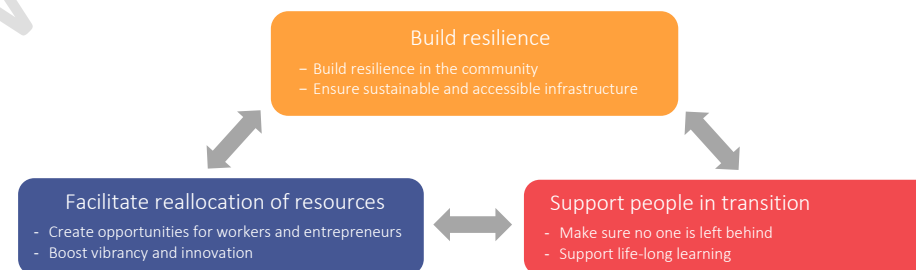 Build resilience
– Build resilience in the community
– Ensure sustainable and accessible infrastructure
Facilitate reallocation of resources
- Create opportunities for workers and entrepreneurs
- Boost vibrancy and innovation
Support people in transition
- Make sure no one is left behind
- Support life-long learning